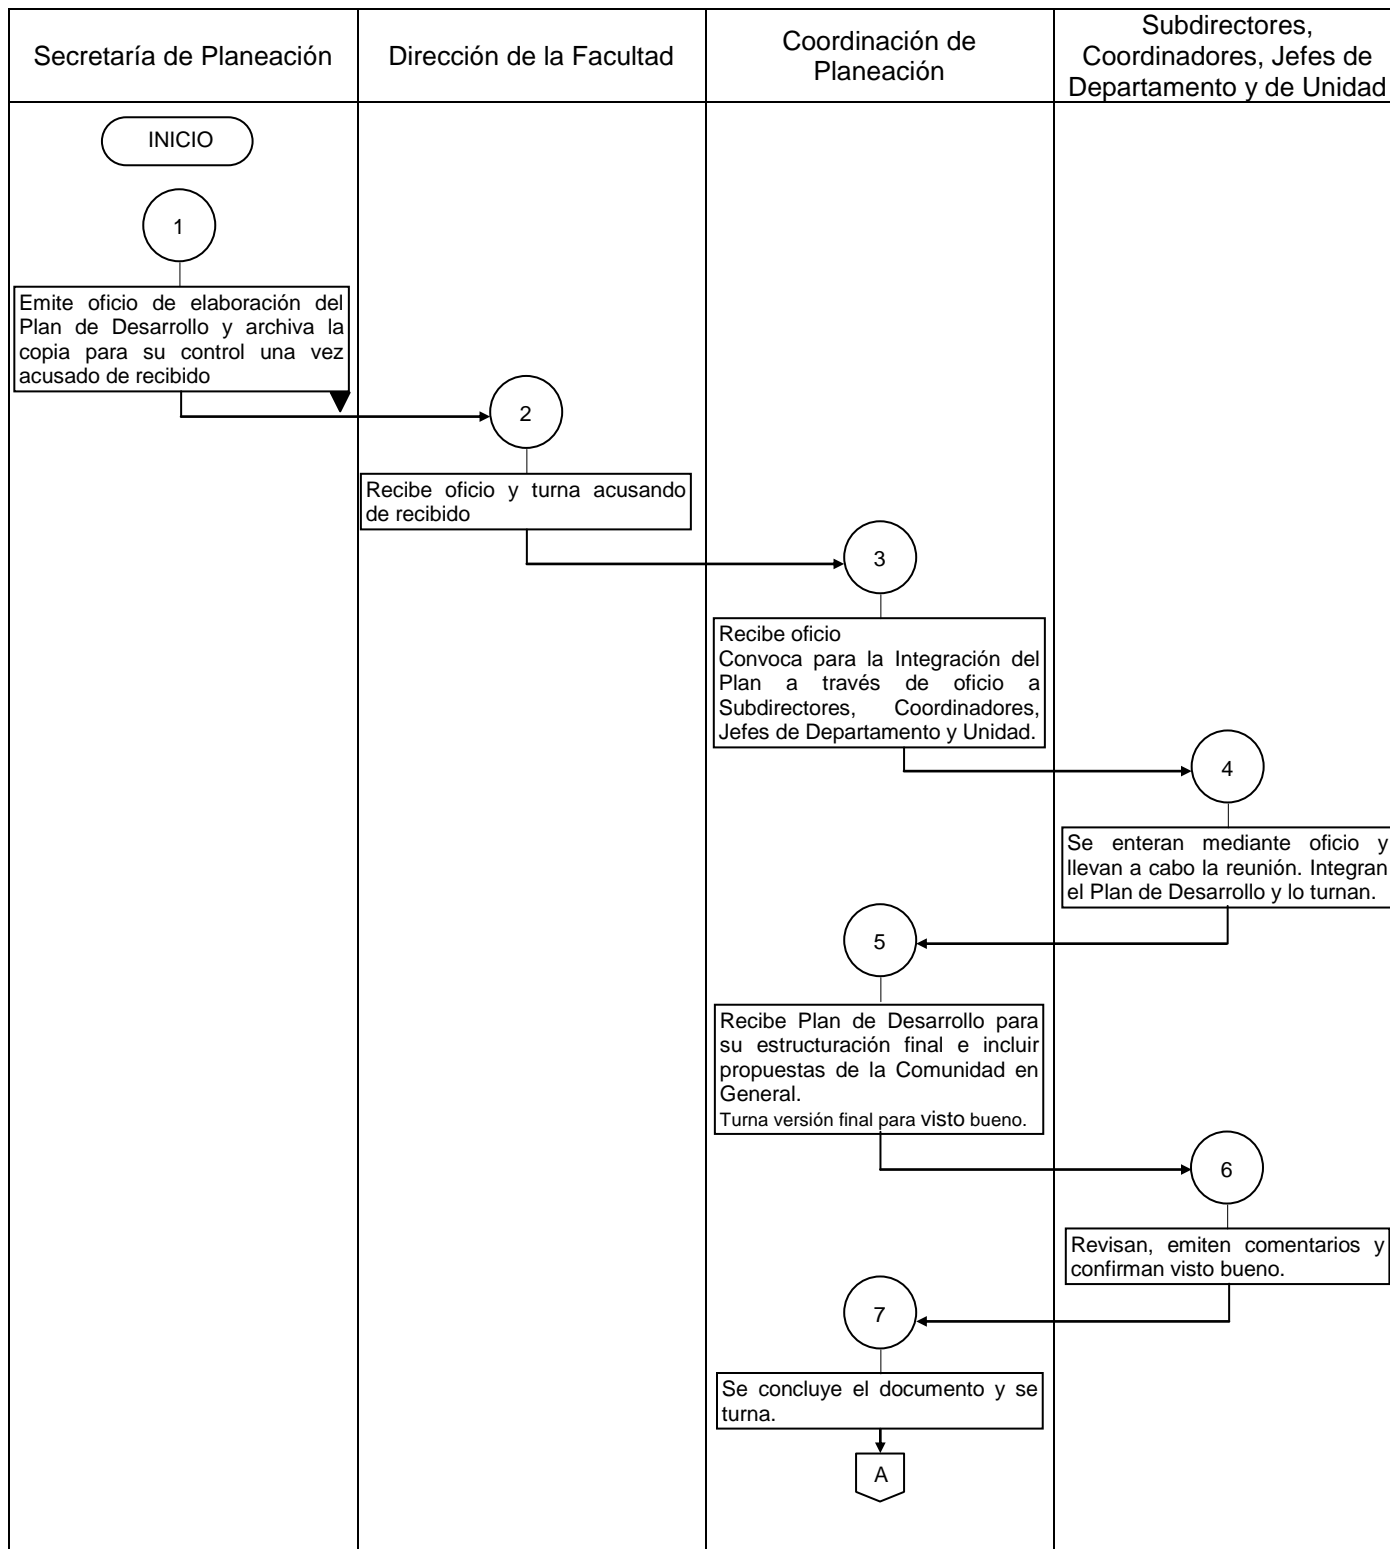 Secretaría de Planeación
Dirección de la Facultad
Coordinación de
Planeación
Subdirectores,
Coordinadores, Jefes de
Departamento y de Unidad
INICIO
1
Emite oficio de elaboración del
Plan de Desarrollo y archiva la
copia para su control una vez
acusado de recibido
2
Recibe oficio y turna acusando
de recibido
3
Recibe oficio
Convoca para la Integración del
Plan a través de oficio a
Subdirectores, Coordinadores,
Jefes de Departamento y Unidad.
4
Se enteran mediante oficio y
llevan a cabo la reunión. Integran
el Plan de Desarrollo y lo turnan.
5
Recibe Plan de Desarrollo para
su estructuración final e incluir
propuestas de la Comunidad en
General.
Turna versión final para visto bueno.
6
Revisan, emiten comentarios y
confirman visto bueno.
7
Se concluye el documento y se
turna.
A